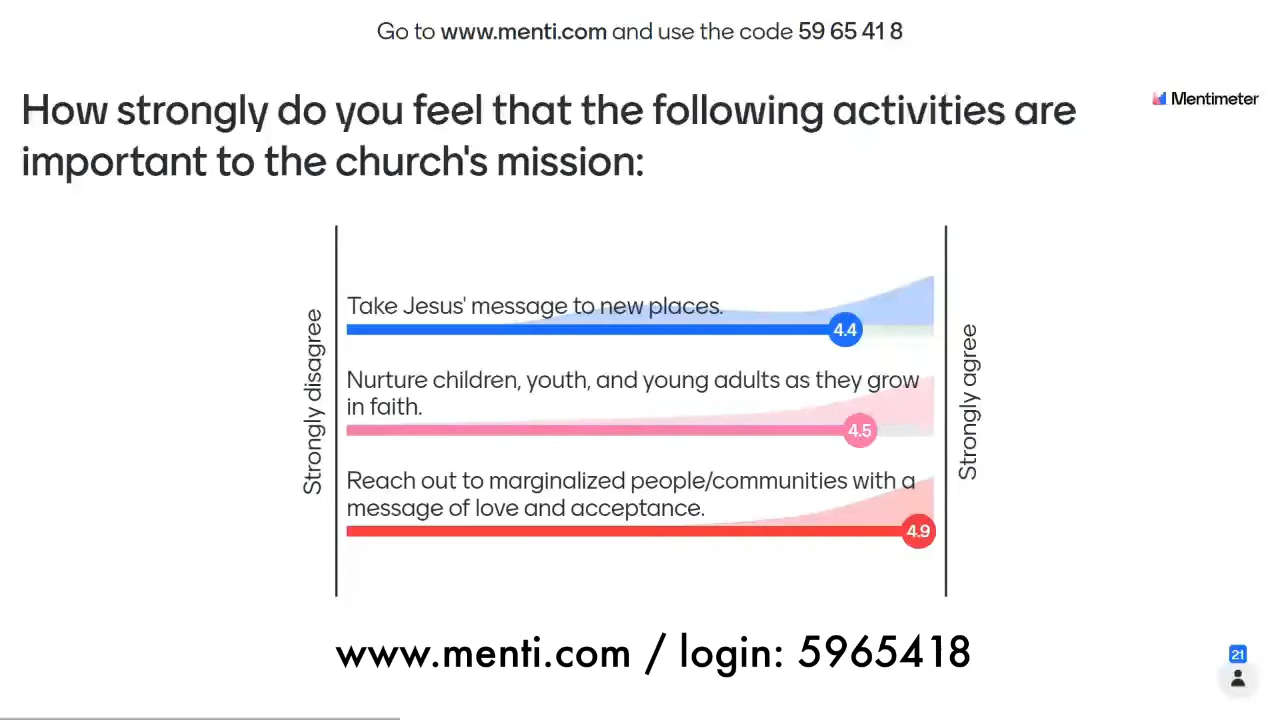 Go to www.menti.com and use the code 59 65 41 8
How strongly do you feel that the following activities are
important to the church's mission:
Mentimeter
Strongly disagree
Take Jesus' message to new places.
4.4
Nurture children, youth, and young adults as they grow
in faith.
4.5
Reach out to marginalized people/communities with a
message of love and acceptance.
4.9
Strongly agree
www.menti.com / login: 5965418
21